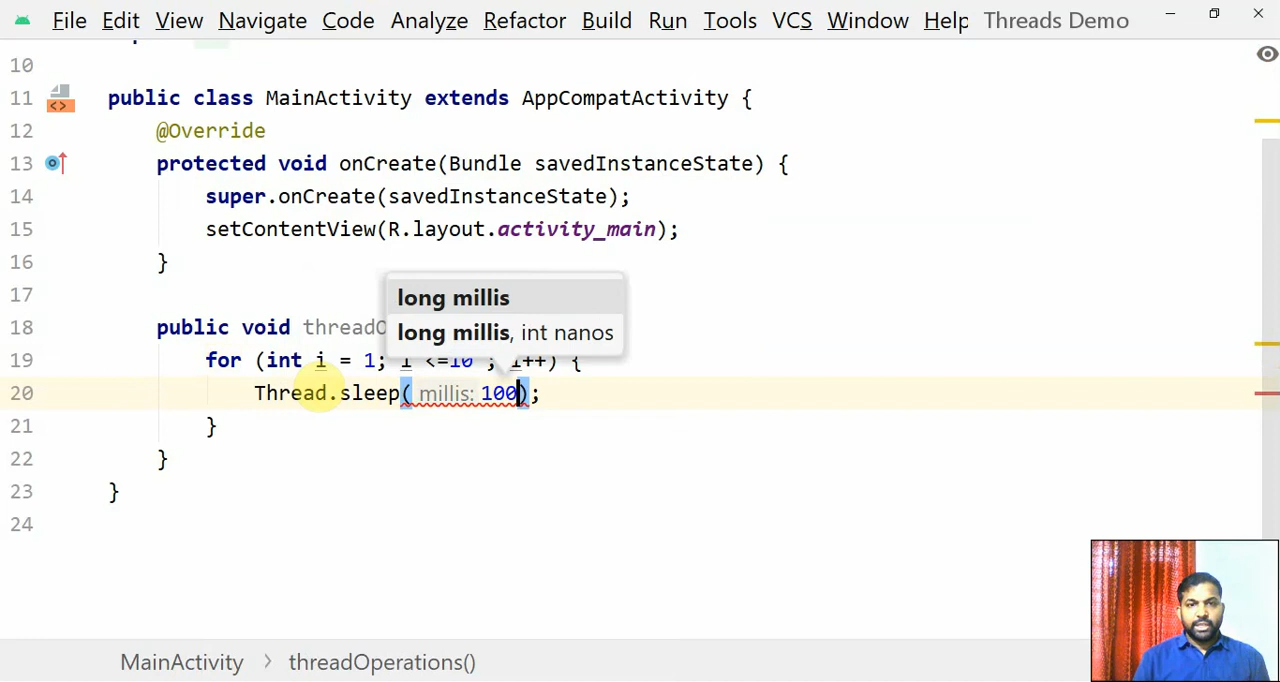 File Edit View Navigate Code Analyze Refactor Build Run Tools VCS Window Help Threads Demo
10
11 public class MainActivity extends AppCompatActivity {
12 @Override
13 protected void onCreate(Bundle savedInstanceState) {
14 super.onCreate(savedInstanceState);
15 setContentView(R.layout.activity_main);
16 }
17
long millis
18 public void threadO
long millis, int nanos
19 for (int i = 1; i <=10 ; i++) {
20 Thread.sleep( millis: 100);
21 }
22 }
23 }
24
MainActivity > threadOperations()